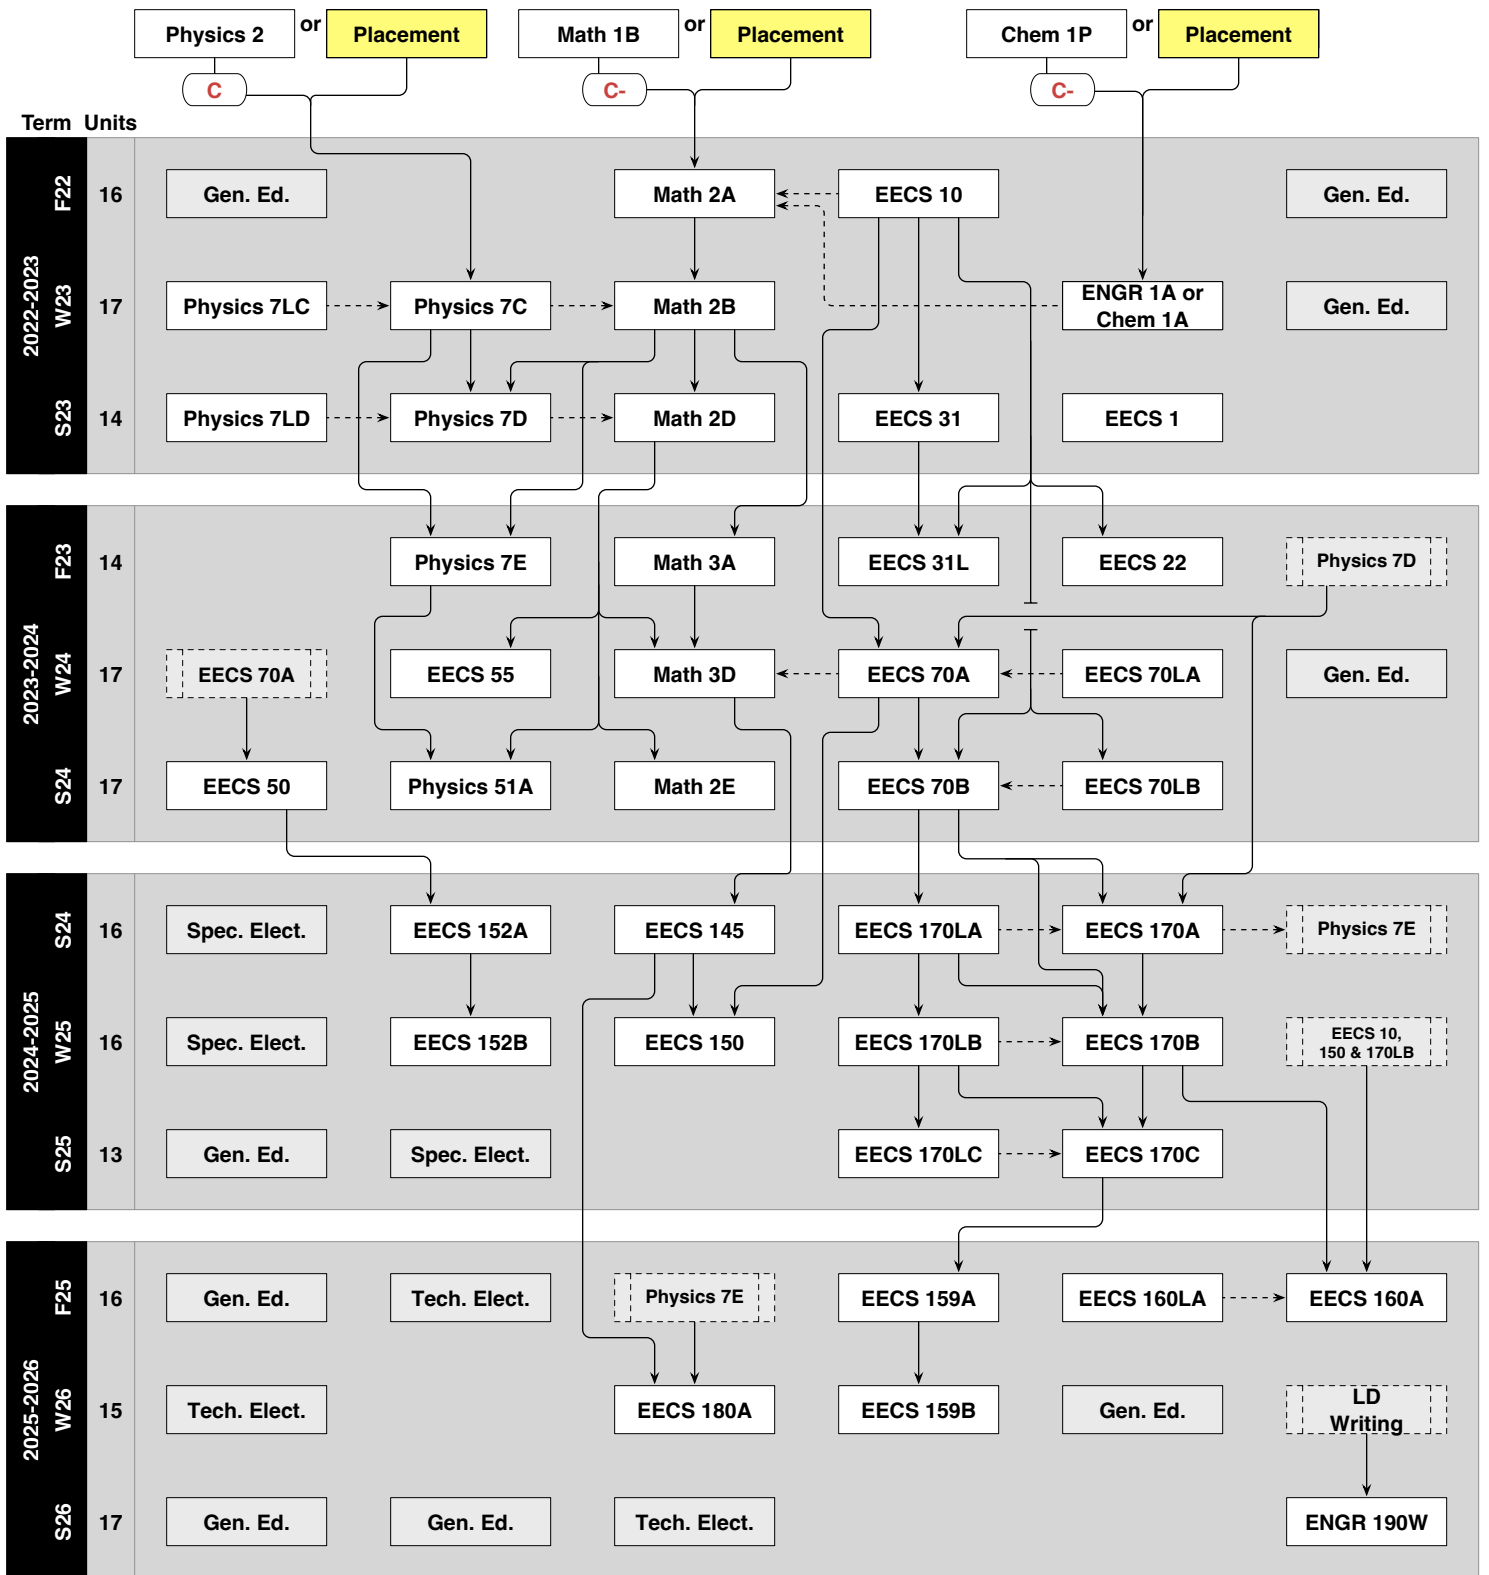 Physics 2 or Placement Math 1B or Placement Chem 1P or Placement
C C- C-
Term Units
2022-2023
F22 16 Gen. Ed. Math 2A EECS 10 Gen. Ed.
W23 17 Physics 7LC Physics 7C Math 2B ENGR 1A or
Chem 1A Gen. Ed.
S23 14 Physics 7LD Physics 7D Math 2D EECS 31 EECS 1
2023-2024
F23 14 Physics 7E Math 3A EECS 31L EECS 22 Physics 7D
W24 17 EECS 70A EECS 55 Math 3D EECS 70A EECS 70LA Gen. Ed.
S24 17 EECS 50 Physics 51A Math 2E EECS 70B EECS 70LB
2024-2025
S24 16 Spec. Elect. EECS 152A EECS 145 EECS 170LA EECS 170A Physics 7E
W25 16 Spec. Elect. EECS 152B EECS 150 EECS 170LB EECS 170B EECS 10,
150 & 170LB
S25 13 Gen. Ed. Spec. Elect. EECS 170LC EECS 170C
2025-2026
F25 16 Gen. Ed. Tech. Elect. Physics 7E EECS 159A EECS 160LA EECS 160A
W26 15 Tech. Elect. EECS 180A EECS 159B Gen. Ed. LD
Writing
S26 17 Gen. Ed. Gen. Ed. Tech. Elect. ENGR 190W